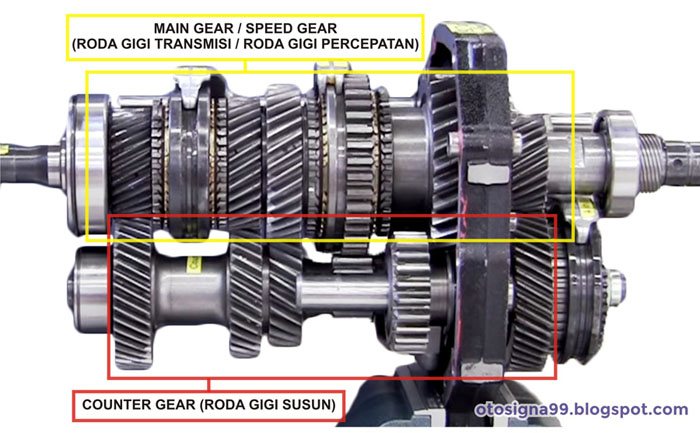 MAIN GEAR / SPEED GEAR
(RODA GIGI TRANSMISI / RODA GIGI PERCEPATAN)
COUNTER GEAR (RODA GIGI SUSUN)
otosigna99.blogspot.com